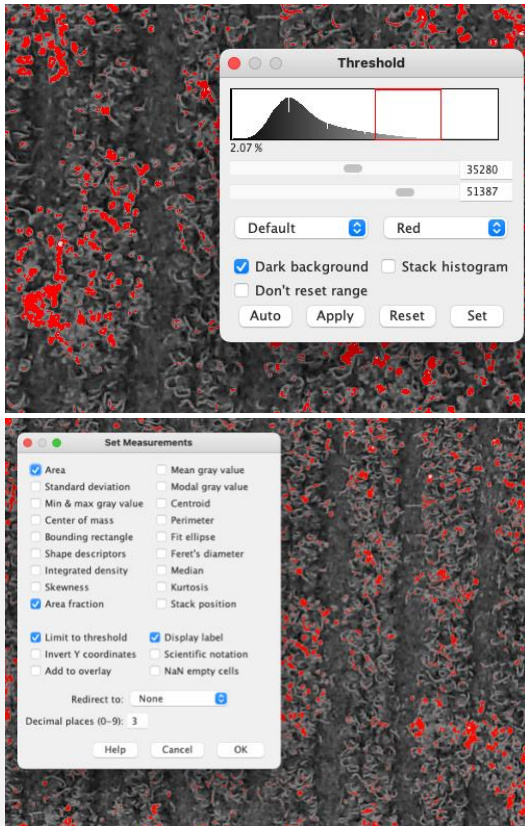 Threshold
2.07 %
35280
51387
Default Red
Dark background Stack histogram
Don't reset range
Auto Apply Reset Set
Set Measurements
Area Mean gray value
Standard deviation Modal gray value
Min & max gray value Centroid
Center of mass Perimeter
Bounding rectangle Fit ellipse
Shape descriptors Feret's diameter
Integrated density Median
Skewness Kurtosis
Area fraction Stack position
Limit to threshold Display label
Invert Y coordinates Scientific notation
Add to overlay NaN empty cells
Redirect to: None
Decimal places (0-9): 3
Help Cancel OK